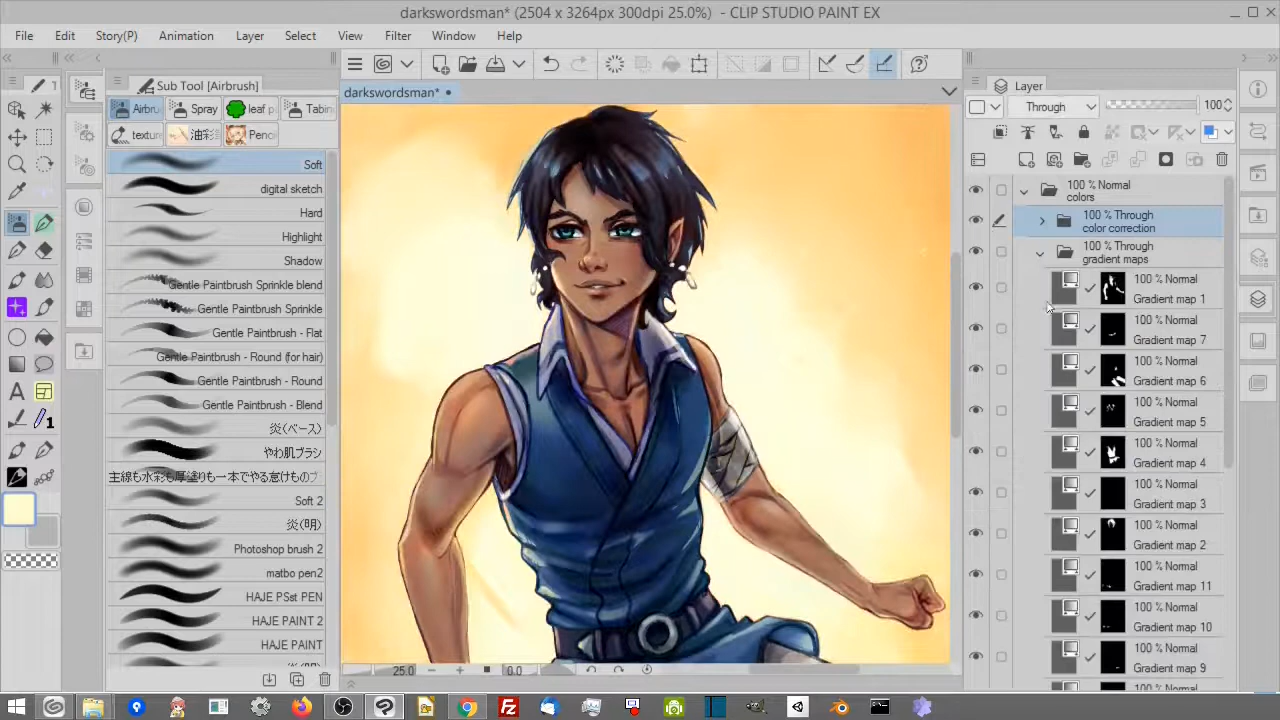 darkswordsman* (2504 x 3264px 300dpi 25.0%) - CLIP STUDIO PAINT EX
File Edit Story(P) Animation Layer Select View Filter Window Help
Sub Tool [Airbrush]
Airbru
Spray
leaf p
Tabin
textur
油彩
Penci
Soft
digital sketch
Hard
Highlight
Shadow
Gentle Paintbrush Sprinkle blend
Gentle Paintbrush Sprinkle
Gentle Paintbrush - Flat
Gentle Paintbrush - Round (for hair)
Gentle Paintbrush - Round
Gentle Paintbrush - Blend
炎(ベース)
やわ肌ブラシ
主線も水彩も厚塗りも一本でやる怠けものブ
Soft 2
炎(明)
Photoshop brush 2
matbo pen2
HAJE PSst PEN
HAJE PAINT 2
HAJE PAINT
darkswordsman*
25.0
0.0
Layer
Through
100
100 % Normal
colors
100 % Through
color correction
100 % Through
gradient maps
100 % Normal
Gradient map 1
100 % Normal
Gradient map 7
100 % Normal
Gradient map 6
100 % Normal
Gradient map 5
100 % Normal
Gradient map 4
100 % Normal
Gradient map 3
100 % Normal
Gradient map 2
100 % Normal
Gradient map 11
100 % Normal
Gradient map 10
100 % Normal
Gradient map 9